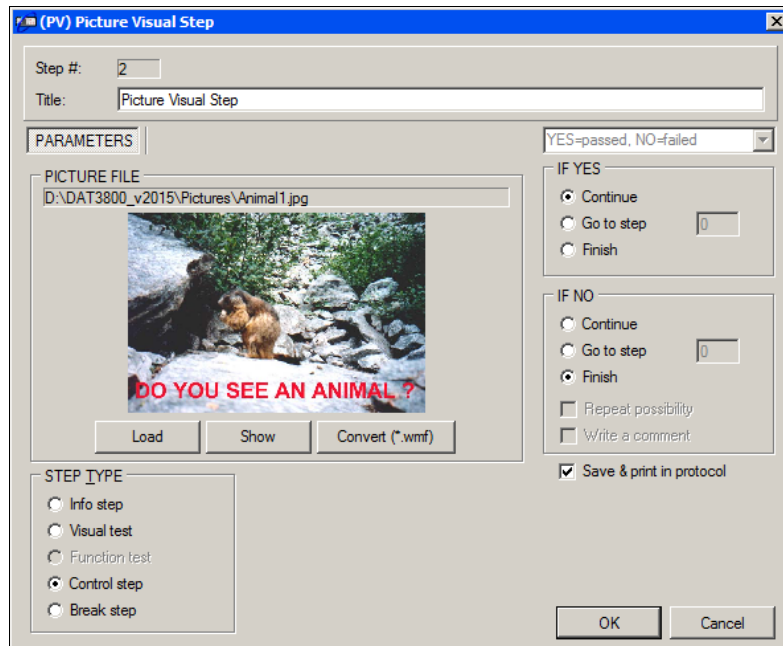 (PV) Picture Visual Step
Step #: 2
Title: Picture Visual Step
PARAMETERS
YES=passed, NO=failed
PICTURE FILE
D:\DAT3800_v2015\Pictures\Animal1.jpg
DO YOU SEE AN ANIMAL ?
Load Show Convert (*.wmf)
IF YES
Continue
Go to step 0
Finish
IF NO
Continue
Go to step 0
Finish
Repeat possibility
Write a comment
Save & print in protocol
STEP TYPE
Info step
Visual test
Function test
Control step
Break step
OK Cancel